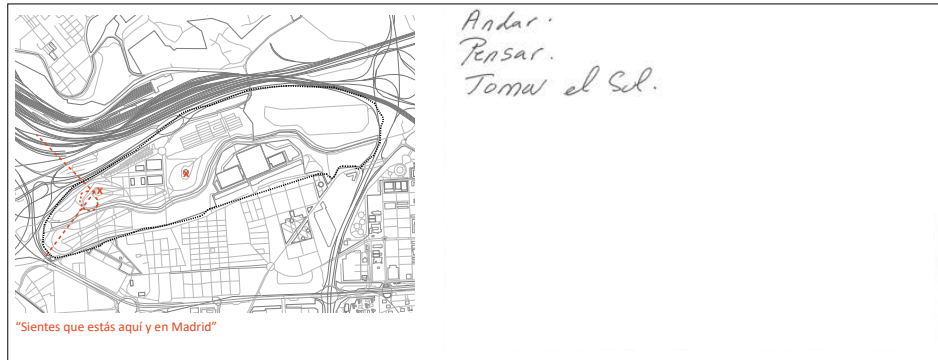 Andar.
Pensar.
Tomar el Sol.
x
"Sientes que estás aquí y en Madrid"